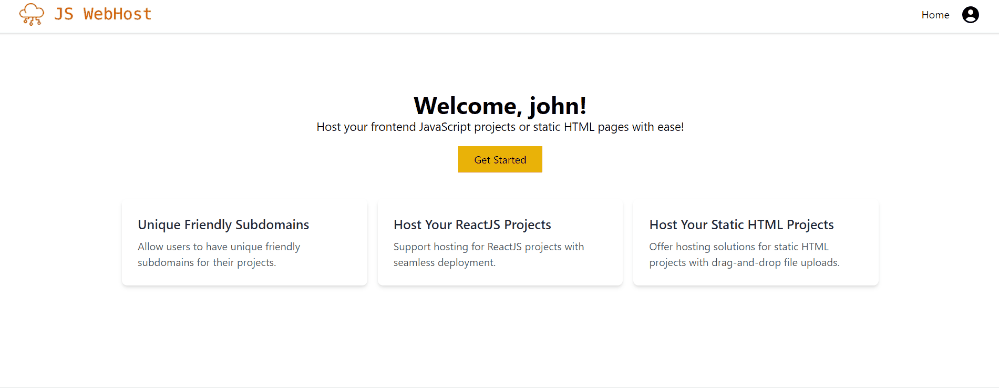 JS WebHost
Home
Welcome, john!
Host your frontend JavaScript projects or static HTML pages with ease!
Get Started
Unique Friendly Subdomains
Allow users to have unique friendly
subdomains for their projects.
Host Your ReactJS Projects
Support hosting for ReactJS projects with
seamless deployment.
Host Your Static HTML Projects
Offer hosting solutions for static HTML
projects with drag-and-drop file uploads.